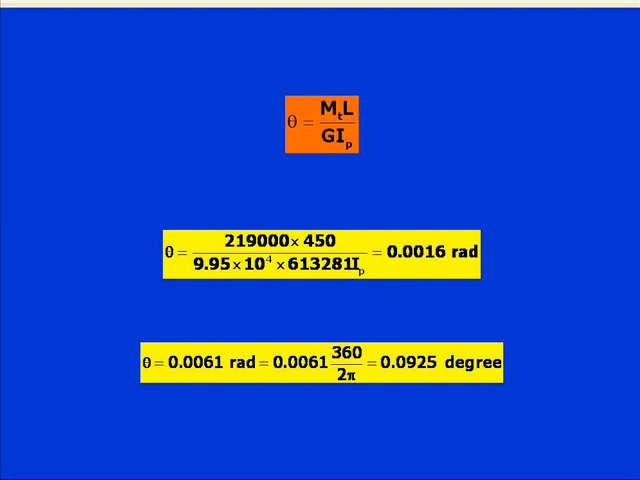 θ = MₜL / GIₚ
θ = 219000× 450 / 9.95×10⁴ × 613281Iₚ = 0.0016 rad
θ = 0.0061 rad = 0.0061 360 / 2π = 0.0925 degree